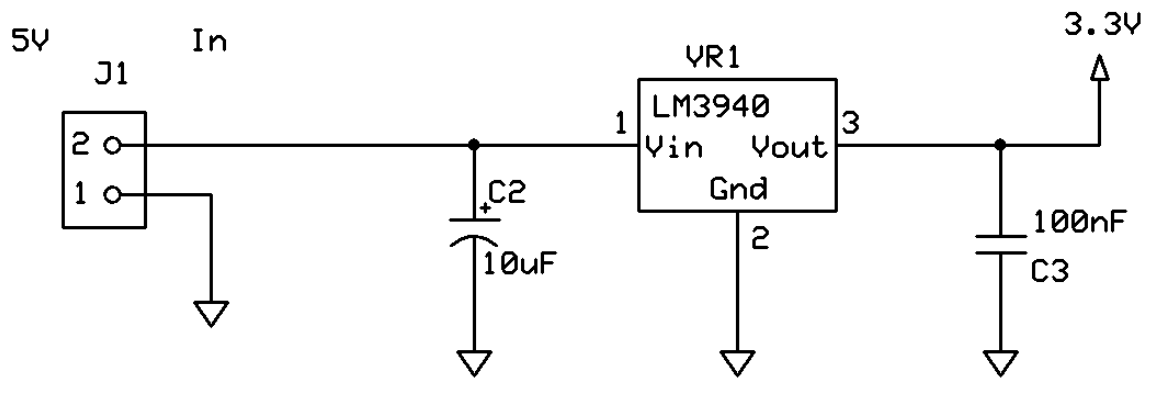 5V In
3.3V
J1
VR1
LM3940
1
3
2
Vin Vout
1
Gnd
C2
+
2
100nF
10uF
C3